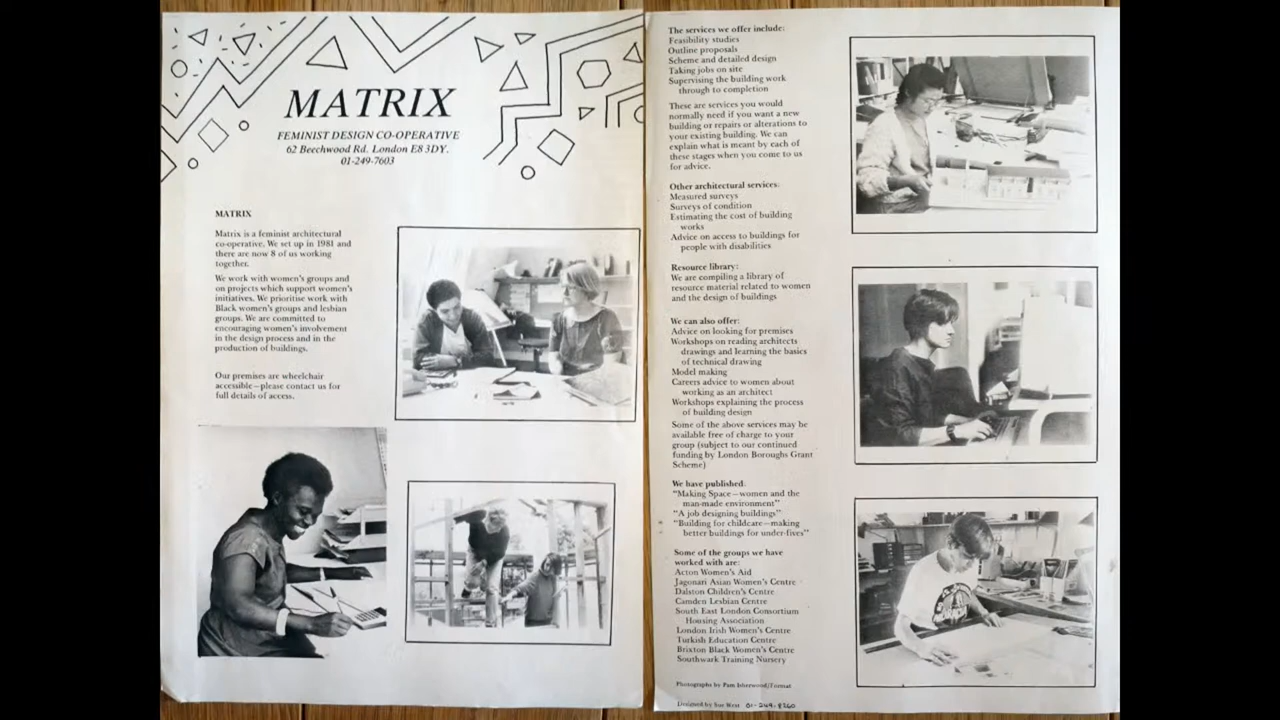 MATRIX
FEMINIST DESIGN CO-OPERATIVE
62 Beechwood Rd. London E8 3DY.
01-249-7603
MATRIX
Matrix is a feminist architectural
co-operative. We set up in 1981 and
there are now 8 of us working
together.
We work with women's groups and
on projects which support women's
initiatives. We prioritise work with
Black women's groups and lesbian
groups. We are committed to
encouraging women's involvement
in the design process and in the
production of buildings.
Our premises are wheelchair
accessible—please contact us for
full details of access.
The services we offer include:
Feasibility studies
Outline proposals
Scheme and detailed design
Taking jobs on site
Supervising the building work
through to completion
These are services you would
normally need if you want a new
building or repairs or alterations to
your existing building. We can
explain what is meant by each of
these stages when you come to us
for advice.
Other architectural services:
Measured surveys
Surveys of condition
Estimating the cost of building
works
Advice on access to buildings for
people with disabilities
Resource library:
We are compiling a library of
resource material related to women
and the design of buildings
We can also offer:
Advice on looking for premises
Workshops on reading architects
drawings and learning the basics
of technical drawing
Model making
Careers advice to women about
working as an architect
Workshops explaining the process
of building design
Some of the above services may be
available free of charge to your
group (subject to our continued
funding by London Boroughs Grant
Scheme)
We have published:
"Making Space—women and the
man-made environment"
"A job designing buildings"
"Building for childcare—making
better buildings for under-fives"
Some of the groups we have
worked with are:
Acton Women's Aid
Jagonari Asian Women's Centre
Dalston Children's Centre
Camden Lesbian Centre
South East London Consortium
Housing Association
London Irish Women's Centre
Turkish Education Centre
Brixton Black Women's Centre
Southwark Training Nursery
Photographs by Pam Isherwood/Format
Designed by Sue West 01-249-8260